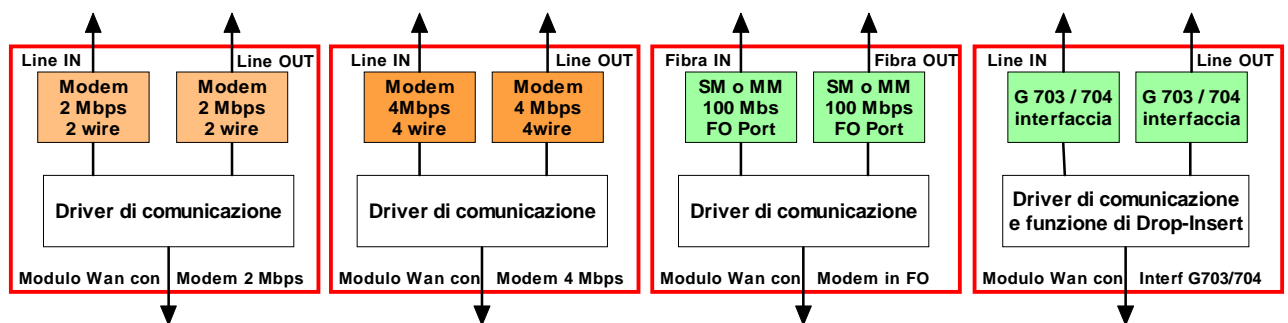 Line IN
Line OUT
Modem
2 Mbps
2 wire
Modem
2 Mbps
2 wire
Driver di comunicazione
Modulo Wan con Modem 2 Mbps
Line IN
Line OUT
Modem
4Mbps
4 wire
Modem
4 Mbps
4wire
Driver di comunicazione
Modulo Wan con Modem 4 Mbps
Fibra IN
Fibra OUT
SM o MM
100 Mbs
FO Port
SM o MM
100 Mbps
FO Port
Driver di comunicazione
Modulo Wan con Modem in FO
Line IN
Line OUT
G 703 / 704
interfaccia
G 703 / 704
interfaccia
Driver di comunicazione
e funzione di Drop-Insert
Modulo Wan con Interf G703/704